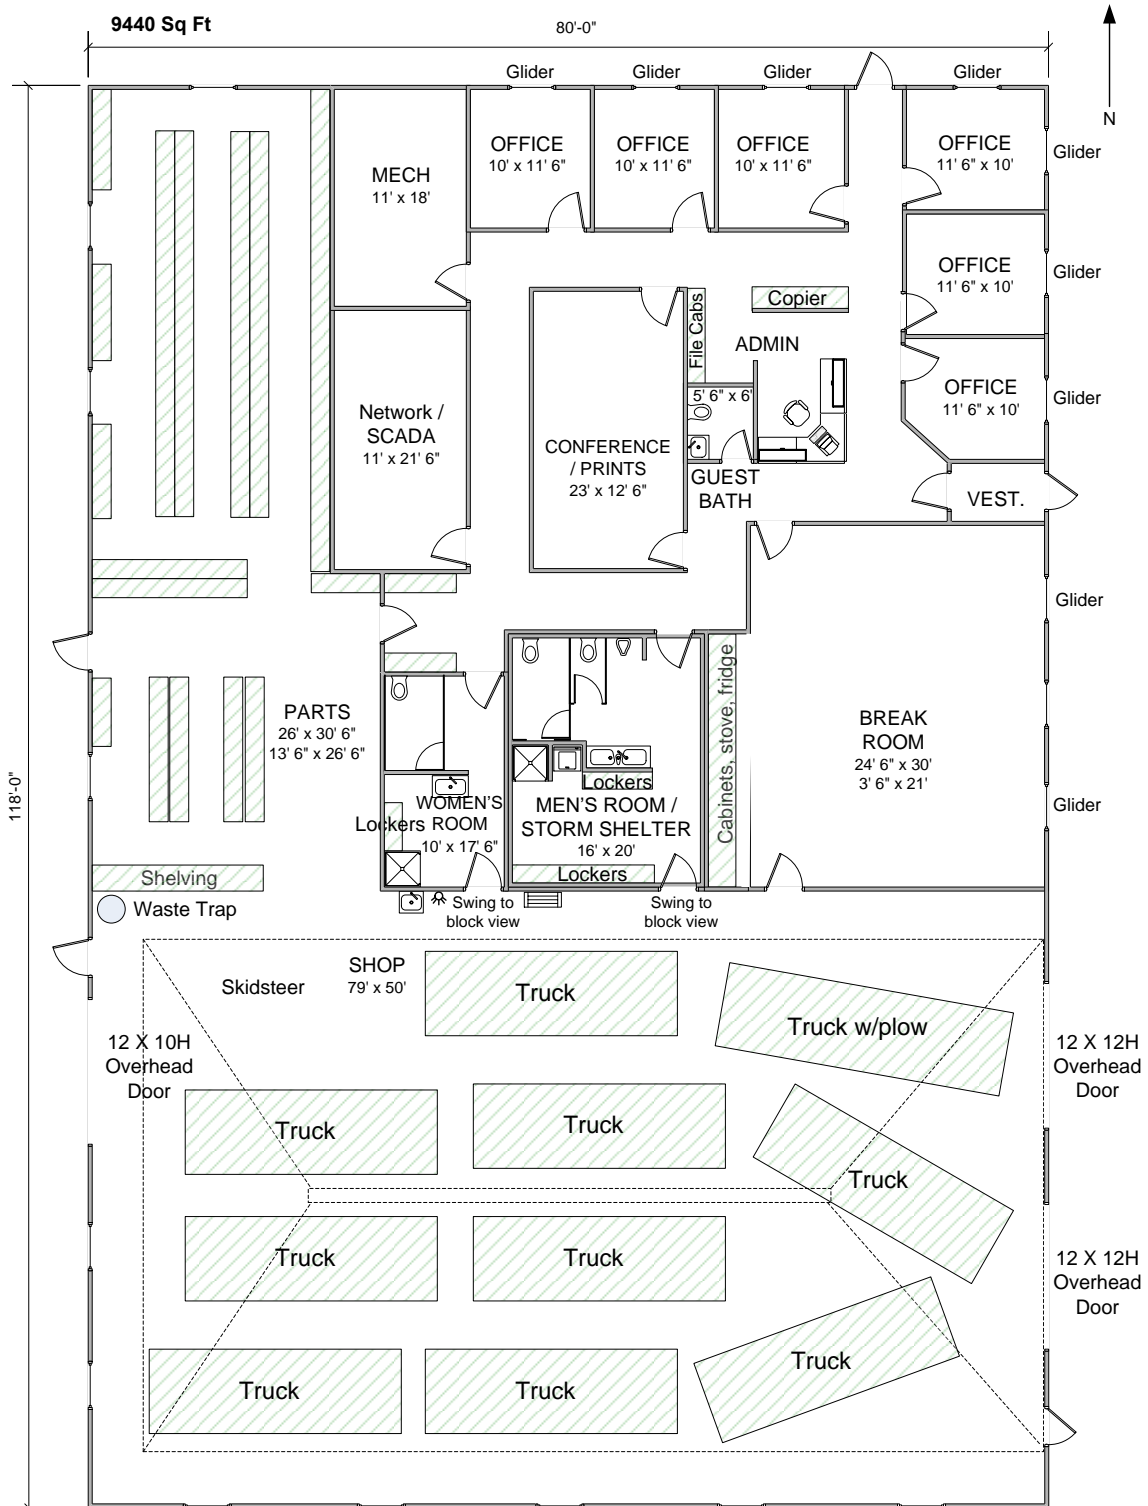 9440 Sq Ft
80'-0"
N
Glider
Glider
Glider
Glider
OFFICE
10' x 11' 6"
OFFICE
10' x 11' 6"
OFFICE
10' x 11' 6"
OFFICE
11' 6" x 10'
Glider
MECH
11' x 18'
OFFICE
11' 6" x 10'
Glider
Copier
File Cabs
ADMIN
OFFICE
11' 6" x 10'
Glider
5' 6" x 6'
Network /
SCADA
11' x 21' 6"
CONFERENCE
/ PRINTS
23' x 12' 6"
GUEST
BATH
VEST.
Glider
PARTS
26' x 30' 6"
13' 6" x 26' 6"
Cabinets, stove, fridge
BREAK
ROOM
24' 6" x 30'
3' 6" x 21'
118'-0"
Lockers
WOMEN'S
ROOM
10' x 17' 6"
Lockers
MEN'S ROOM /
STORM SHELTER
16' x 20'
Lockers
Glider
Shelving
Waste Trap
Swing to
block view
Swing to
block view
SHOP
79' x 50'
Skidsteer
Truck
Truck w/plow
12 X 10H
Overhead
Door
12 X 12H
Overhead
Door
Truck
Truck
Truck
Truck
Truck
12 X 12H
Overhead
Door
Truck
Truck
Truck